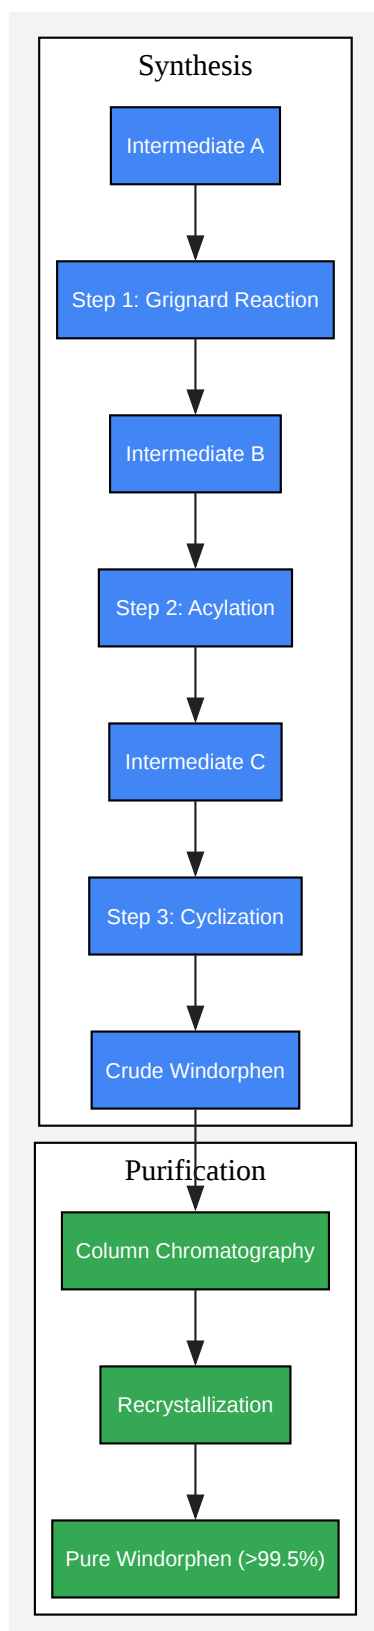 Synthesis
Intermediate A
Step 1: Grignard Reaction
Intermediate B
Step 2: Acylation
Intermediate C
Step 3: Cyclization
Crude Windorphen
Purification
Column Chromatography
Recrystallization
Pure Windorphen (>99.5%)